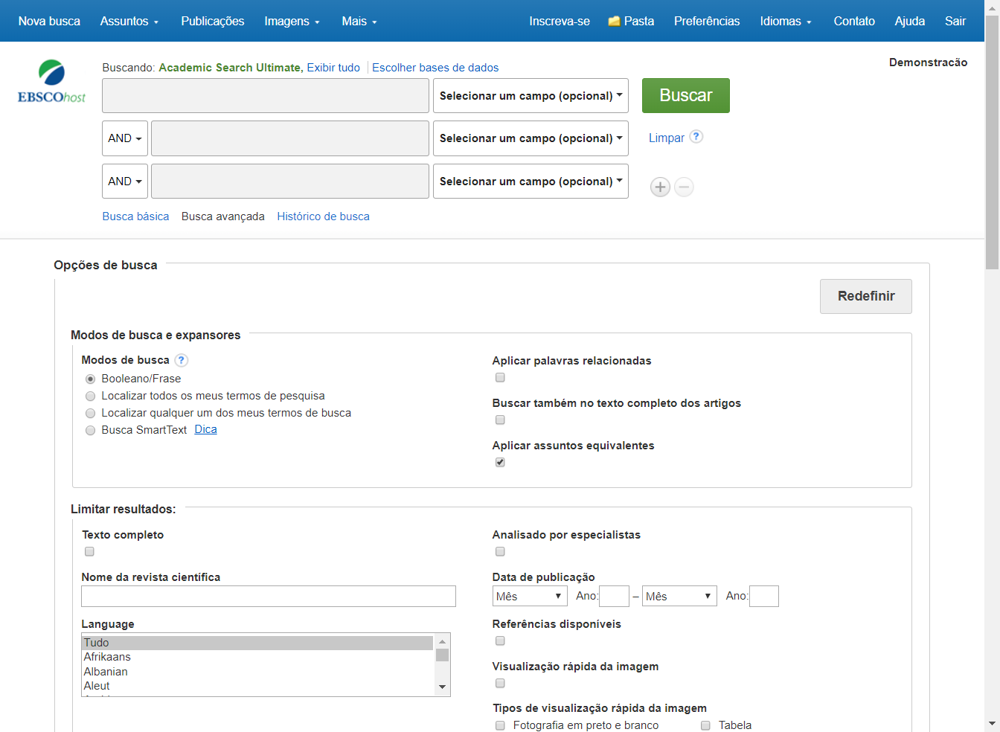 Nova busca Assuntos Publicações Imagens Mais Inscreva-se Pasta Preferências Idiomas Contato Ajuda Sair
Demonstracão
EBSCOhost
Buscando: Academic Search Ultimate, Exibir tudo Escolher bases de dados
Selecionar um campo (opcional) Buscar
AND Selecionar um campo (opcional) Limpar ?
AND Selecionar um campo (opcional)
Busca básica Busca avançada Histórico de busca
Opções de busca
Redefinir
Modos de busca e expansores
Modos de busca ?
Booleano/Frase
Localizar todos os meus termos de pesquisa
Localizar qualquer um dos meus termos de busca
Busca SmartText Dica
Aplicar palavras relacionadas
Buscar também no texto completo dos artigos
Aplicar assuntos equivalentes
Limitar resultados:
Texto completo
Nome da revista científica
Language
Tudo
Afrikaans
Albanian
Aleut
Analisado por especialistas
Data de publicação
Mês Ano: – Mês Ano:
Referências disponíveis
Visualização rápida da imagem
Tipos de visualização rápida da imagem
Fotografia em preto e branco Tabela